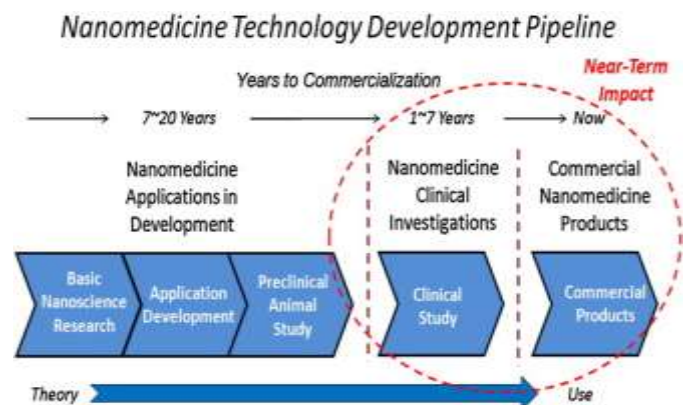 Nanomedicine Technology Development Pipeline
Years to Commercialization
Near-Term
Impact
7~20 Years
1~7 Years
Now
Nanomedicine
Applications in
Development
Nanomedicine
Clinical
Investigations
Commercial
Nanomedicine
Products
Basic
Nanoscience
Research
Application
Development
Preclinical
Animal
Study
Clinical
Study
Commercial
Products
Theory
Use